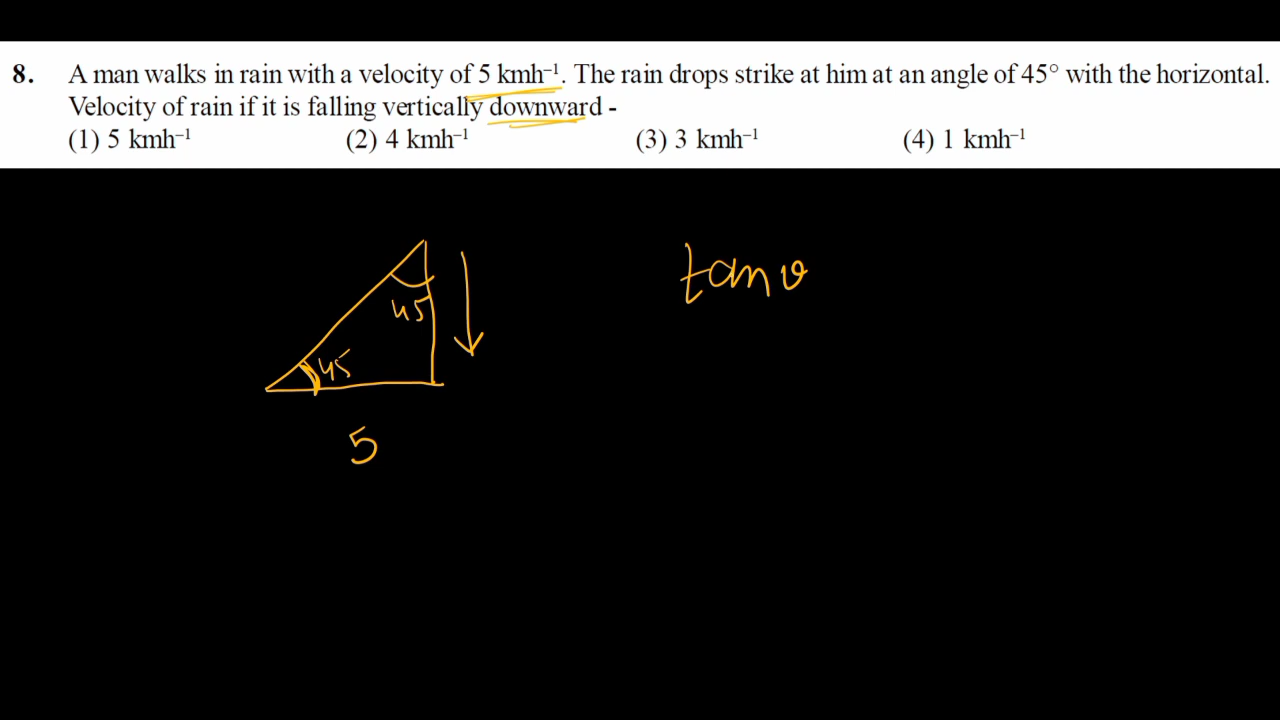 8. A man walks in rain with a velocity of 5 kmh⁻¹. The rain drops strike at him at an angle of 45° with the horizontal.
Velocity of rain if it is falling vertically downward -
(1) 5 kmh⁻¹ (2) 4 kmh⁻¹ (3) 3 kmh⁻¹ (4) 1 kmh⁻¹
tan θ
45
45
5